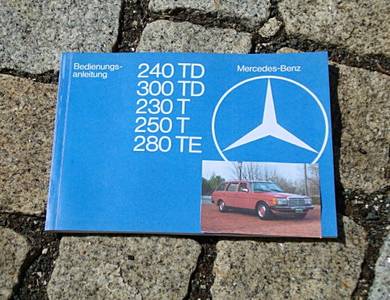 Bedienungs-
anleitung
240 TD
300 TD
230 T
250 T
280 TE
Mercedes-Benz